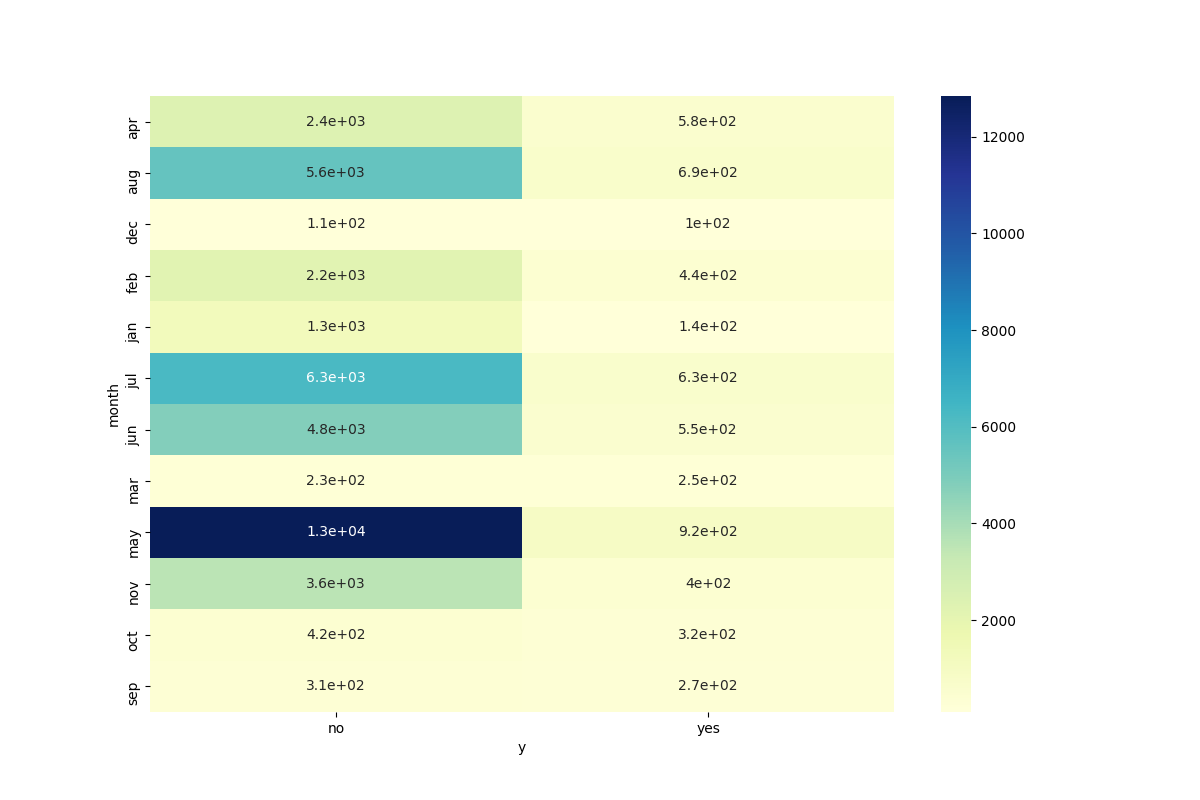 apr 2.4e+03 5.8e+02
aug 5.6e+03 6.9e+02
dec 1.1e+02 1e+02
feb 2.2e+03 4.4e+02
jan 1.3e+03 1.4e+02
jul 6.3e+03 6.3e+02
jun 4.8e+03 5.5e+02
mar 2.3e+02 2.5e+02
may 1.3e+04 9.2e+02
nov 3.6e+03 4e+02
oct 4.2e+02 3.2e+02
sep 3.1e+02 2.7e+02
month
no yes
y
12000
10000
8000
6000
4000
2000